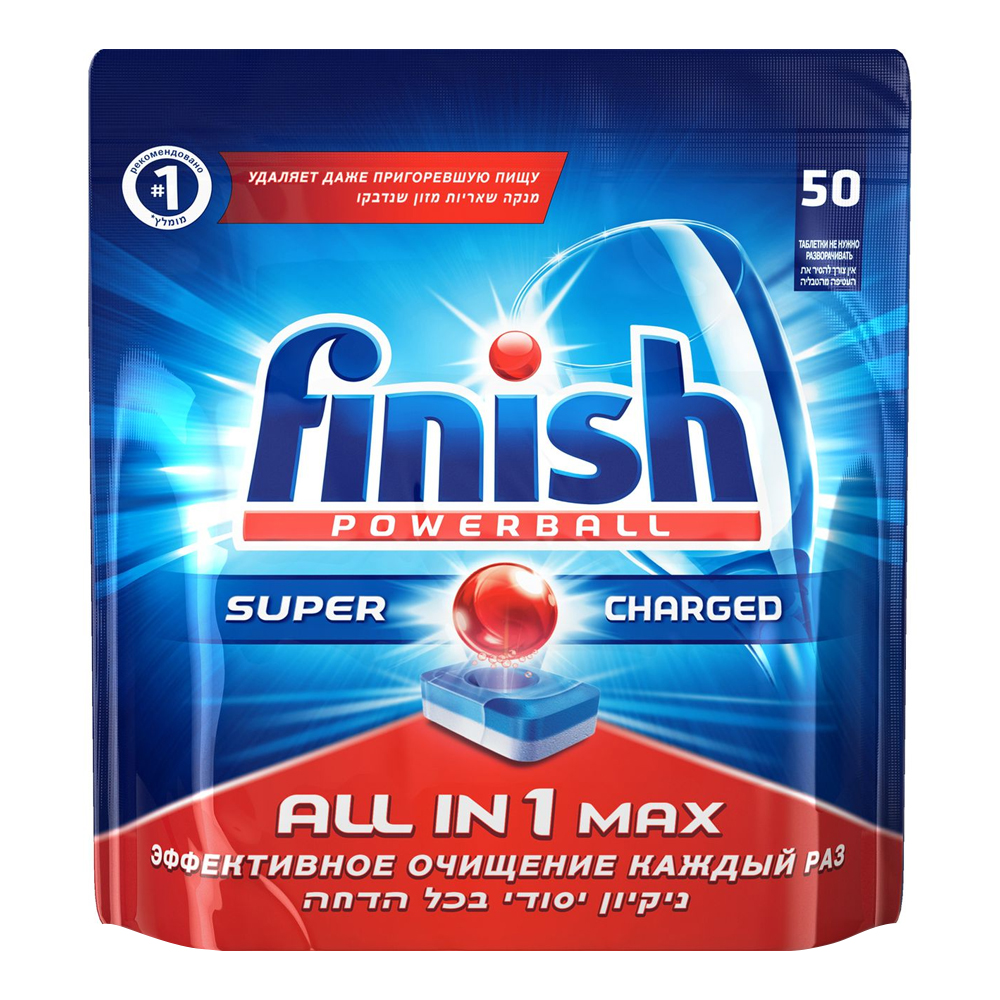 рекомендовано
#1
מומלץ*
УДАЛЯЕТ ДАЖЕ ПРИГОРЕВШУЮ ПИЩУ
מנקה שאריות מזון שנדבקו
50
ТАБЛЕТКИ НЕ НУЖНО
РАЗВОРАЧИВАТЬ
אין צורך להסיר את
העטיפה מהטבליה
finish
POWERBALL
SUPER CHARGED
ALL IN 1 MAX
ЭФФЕКТИВНОЕ ОЧИЩЕНИЕ КАЖДЫЙ РАЗ
ניקיון יסודי בכל הדחה